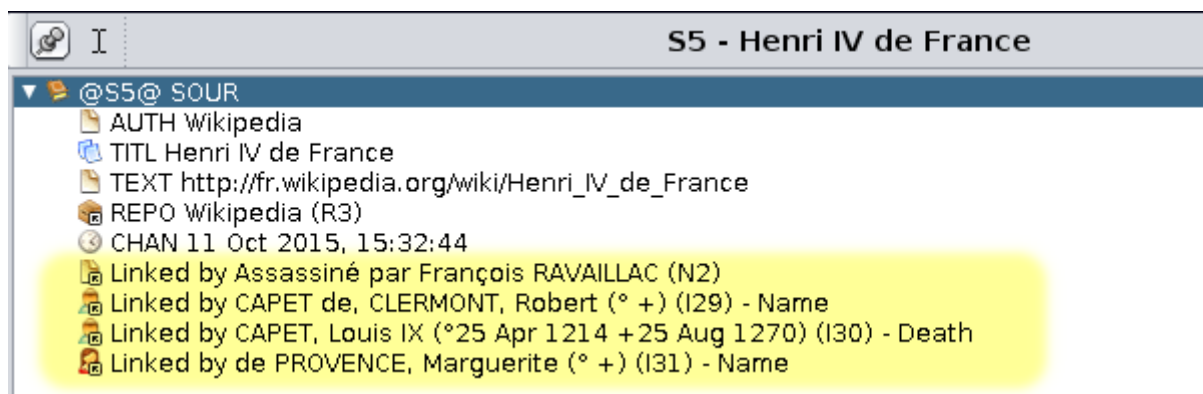 S5 - Henri IV de France
@S5@ SOUR
AUTH Wikipedia
TITL Henri IV de France
TEXT http://fr.wikipedia.org/wiki/Henri_IV_de_France
REPO Wikipedia (R3)
CHAN 11 Oct 2015, 15:32:44
Linked by Assassiné par François RAVAILLAC (N2)
Linked by CAPET de, CLERMONT, Robert (° +) (I29) - Name
Linked by CAPET, Louis IX (°25 Apr 1214 +25 Aug 1270) (I30) - Death
Linked by de PROVENCE, Marguerite (° +) (I31) - Name